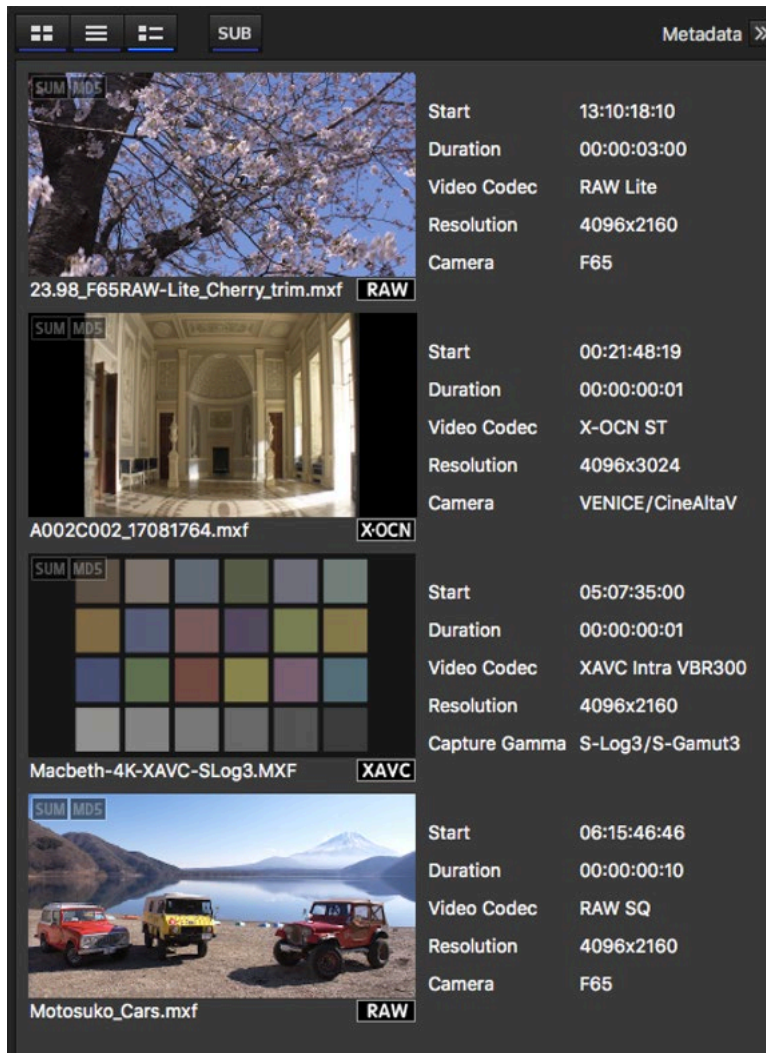 SUB
Metadata »
SUM MD5
Start 13:10:18:10
Duration 00:00:03:00
Video Codec RAW Lite
Resolution 4096x2160
Camera F65
23.98_F65RAW-Lite_Cherry_trim.mxf RAW
SUM MD5
Start 00:21:48:19
Duration 00:00:00:01
Video Codec X-OCN ST
Resolution 4096x3024
Camera VENICE/CineAltaV
A002C002_17081764.mxf X·OCN
SUM MD5
Start 05:07:35:00
Duration 00:00:00:01
Video Codec XAVC Intra VBR300
Resolution 4096x2160
Capture Gamma S-Log3/S-Gamut3
Macbeth-4K-XAVC-SLog3.MXF XAVC
SUM MD5
Start 06:15:46:46
Duration 00:00:00:10
Video Codec RAW SQ
Resolution 4096x2160
Camera F65
Motosuko_Cars.mxf RAW